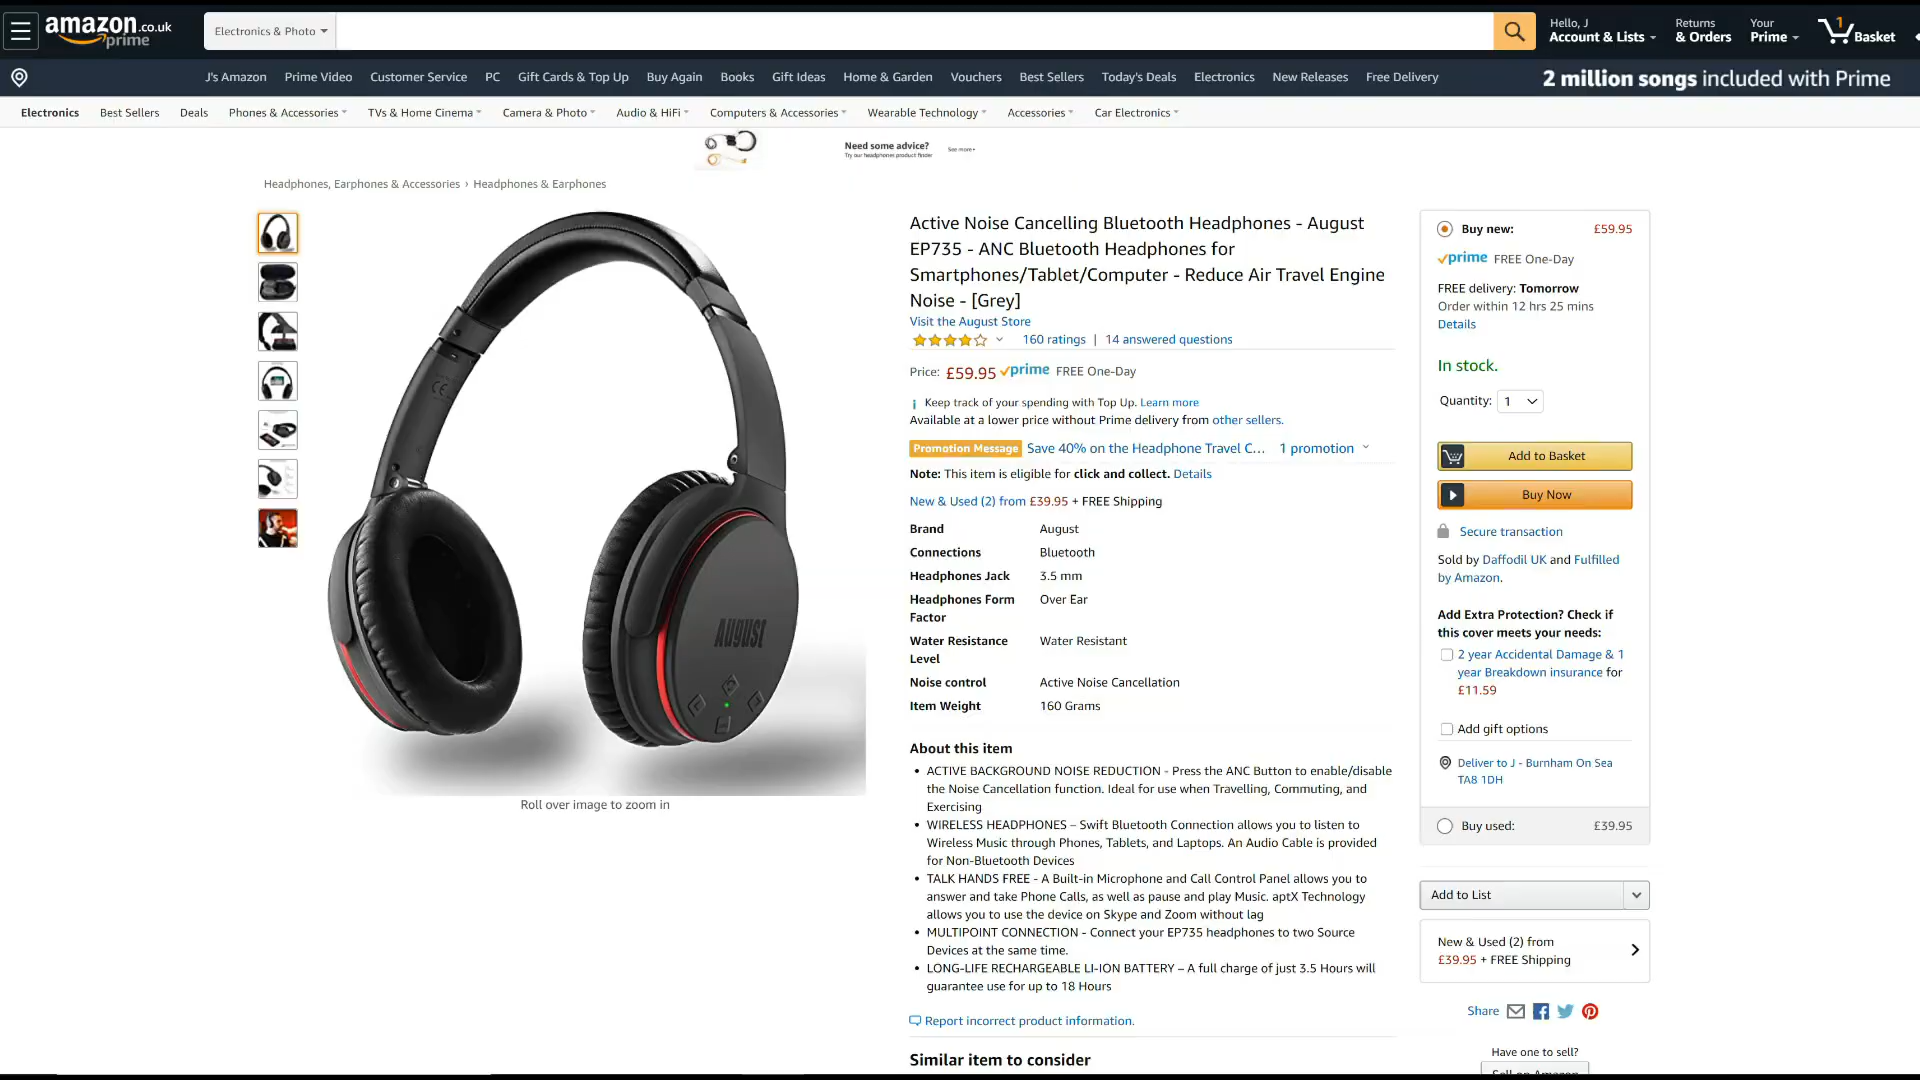 amazon.co.uk
prime
Electronics & Photo
Hello, J
Account & Lists
Returns
& Orders
Your
Prime
1
Basket
J's Amazon
Prime Video
Customer Service
PC
Gift Cards & Top Up
Buy Again
Books
Gift Ideas
Home & Garden
Vouchers
Best Sellers
Today's Deals
Electronics
New Releases
Free Delivery
2 million songs included with Prime
Electronics
Best Sellers
Deals
Phones & Accessories
TVs & Home Cinema
Camera & Photo
Audio & HiFi
Computers & Accessories
Wearable Technology
Accessories
Car Electronics
Need some advice?
Try our headphones product finder
See more
Headphones, Earphones & Accessories › Headphones & Earphones
AUGUST
Roll over image to zoom in
Active Noise Cancelling Bluetooth Headphones - August
EP735 - ANC Bluetooth Headphones for
Smartphones/Tablet/Computer - Reduce Air Travel Engine
Noise - [Grey]
Visit the August Store
160 ratings | 14 answered questions
Price: £59.95 prime FREE One-Day
Keep track of your spending with Top Up. Learn more
Available at a lower price without Prime delivery from other sellers.
Promotion Message Save 40% on the Headphone Travel C... 1 promotion
Note: This item is eligible for click and collect. Details
New & Used (2) from £39.95 + FREE Shipping
Brand August
Connections Bluetooth
Headphones Jack 3.5 mm
Headphones Form Over Ear
Factor
Water Resistance Water Resistant
Level
Noise control Active Noise Cancellation
Item Weight 160 Grams
About this item
• ACTIVE BACKGROUND NOISE REDUCTION - Press the ANC Button to enable/disable
the Noise Cancellation function. Ideal for use when Travelling, Commuting, and
Exercising
• WIRELESS HEADPHONES – Swift Bluetooth Connection allows you to listen to
Wireless Music through Phones, Tablets, and Laptops. An Audio Cable is provided
for Non-Bluetooth Devices
• TALK HANDS FREE - A Built-in Microphone and Call Control Panel allows you to
answer and take Phone Calls, as well as pause and play Music. aptX Technology
allows you to use the device on Skype and Zoom without lag
• MULTIPOINT CONNECTION - Connect your EP735 headphones to two Source
Devices at the same time.
• LONG-LIFE RECHARGEABLE LI-ION BATTERY – A full charge of just 3.5 Hours will
guarantee use for up to 18 Hours
Report incorrect product information.
Similar item to consider
Buy new: £59.95
prime FREE One-Day
FREE delivery: Tomorrow
Order within 12 hrs 25 mins
Details
In stock.
Quantity: 1
Add to Basket
Buy Now
Secure transaction
Sold by Daffodil UK and Fulfilled
by Amazon.
Add Extra Protection? Check if
this cover meets your needs:
2 year Accidental Damage & 1
year Breakdown insurance for
£11.59
Add gift options
Deliver to J - Burnham On Sea
TA8 1DH
Buy used: £39.95
Add to List
New & Used (2) from
£39.95 + FREE Shipping
Share
Have one to sell?
Sell on Amazon